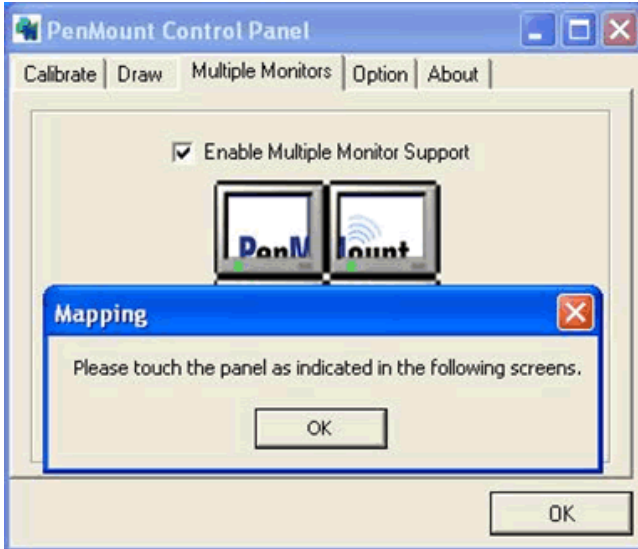 PenMount Control Panel
Calibrate Draw Multiple Monitors Option About
Enable Multiple Monitor Support
PenMount
Mapping
Please touch the panel as indicated in the following screens.
OK
OK